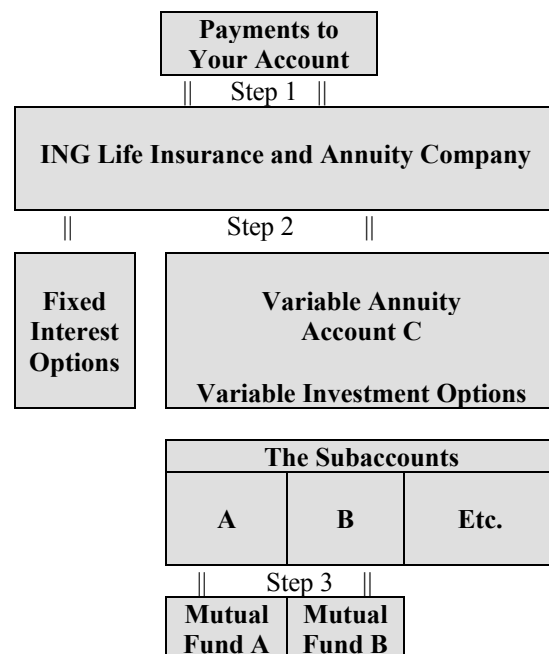 Payments to
Your Account
|| Step 1 ||
ING Life Insurance and Annuity Company
|| Step 2 ||
Fixed
Interest
Options
Variable Annuity
Account C
Variable Investment Options
The Subaccounts
A B Etc.
|| Step 3 ||
Mutual
Fund A
Mutual
Fund B